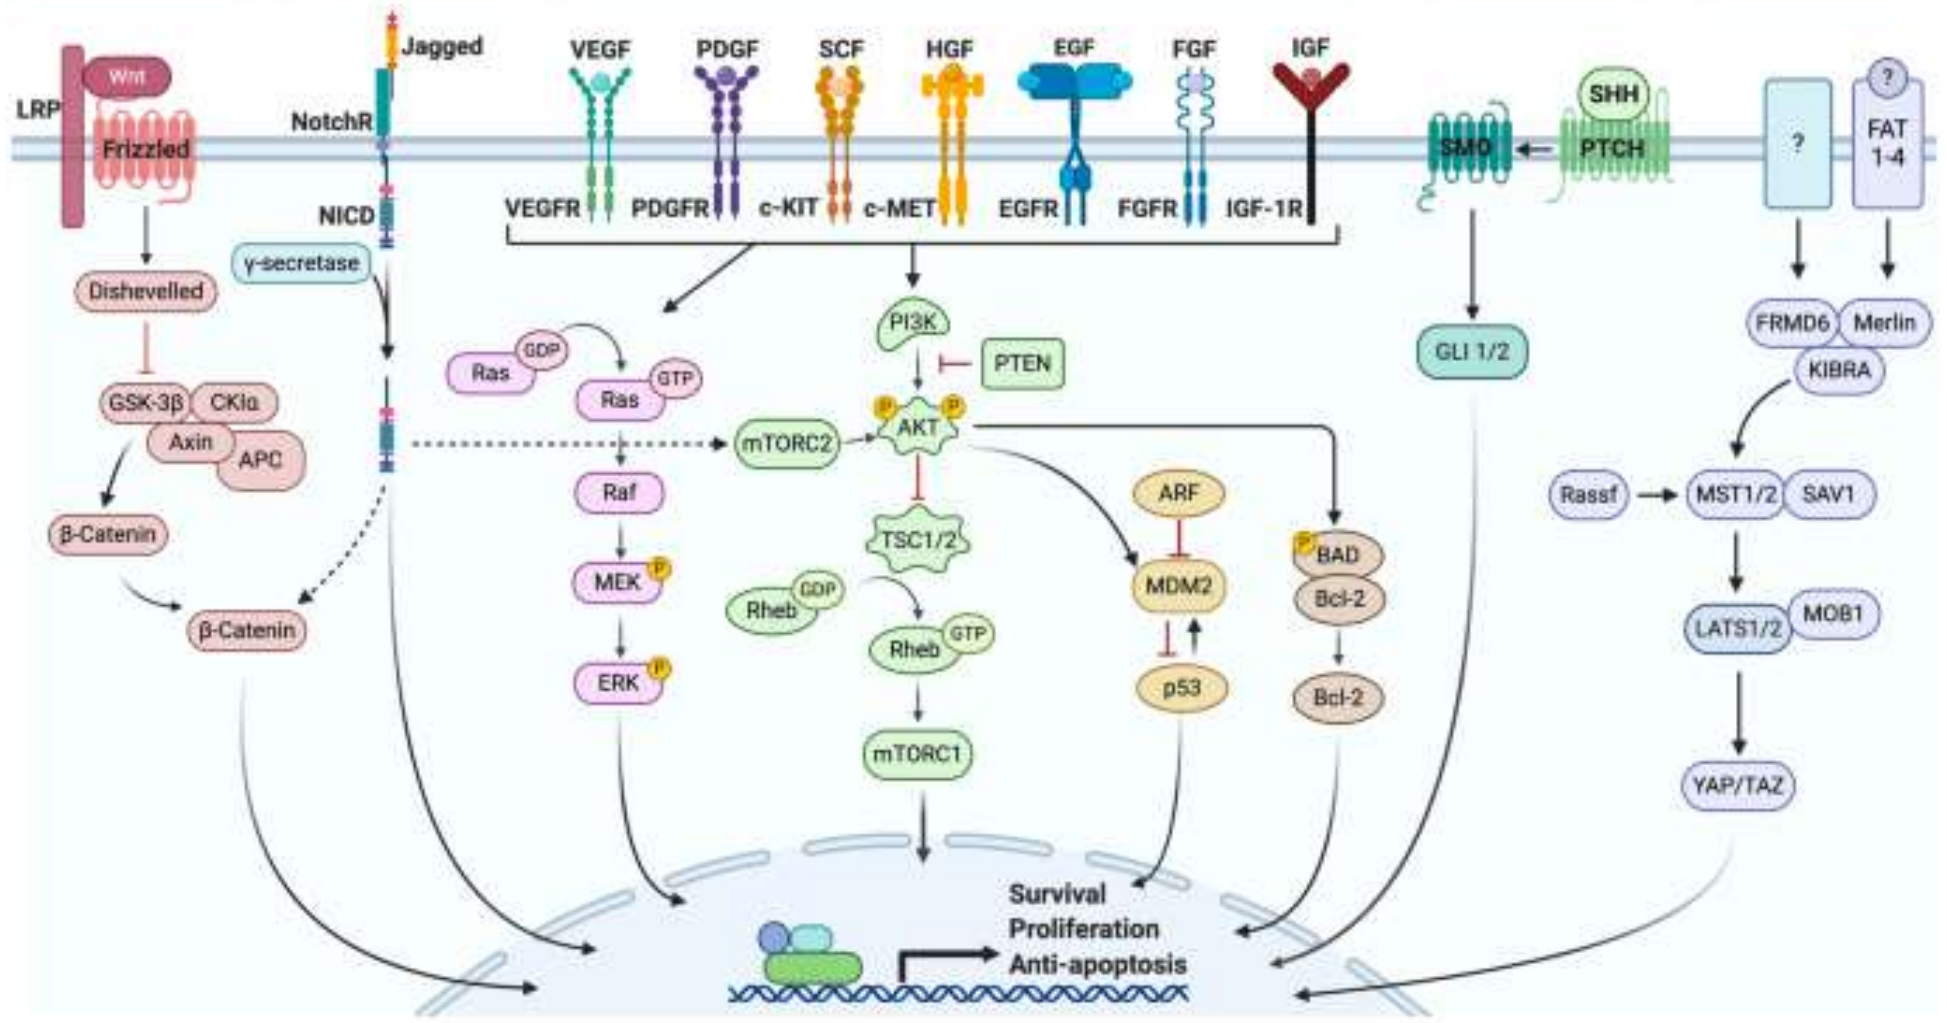 Jagged
VEGF
PDGF
SCF
HGF
EGF
FGF
IGF
Wnt
LRP
NotchR
Frizzled
SHH
SMO
PTCH
?
?
FAT
1-4
NICD
VEGFR
PDGFR
c-KIT
c-MET
EGFR
FGFR
IGF-1R
γ-secretase
Dishevelled
PI3K
PTEN
GDP
Ras
GTP
Ras
GLI 1/2
FRMD6
Merlin
KIBRA
GSK-3β
CKlα
Axin
APC
P
P
AKT
mTORC2
Raf
ARF
Rassf
MST1/2
SAV1
β-Catenin
TSC1/2
P
BAD
Bcl-2
MEK
P
GDP
Rheb
MDM2
LATS1/2
MOB1
β-Catenin
GTP
Rheb
ERK
P
p53
Bcl-2
mTORC1
YAP/TAZ
Survival
Proliferation
Anti-apoptosis